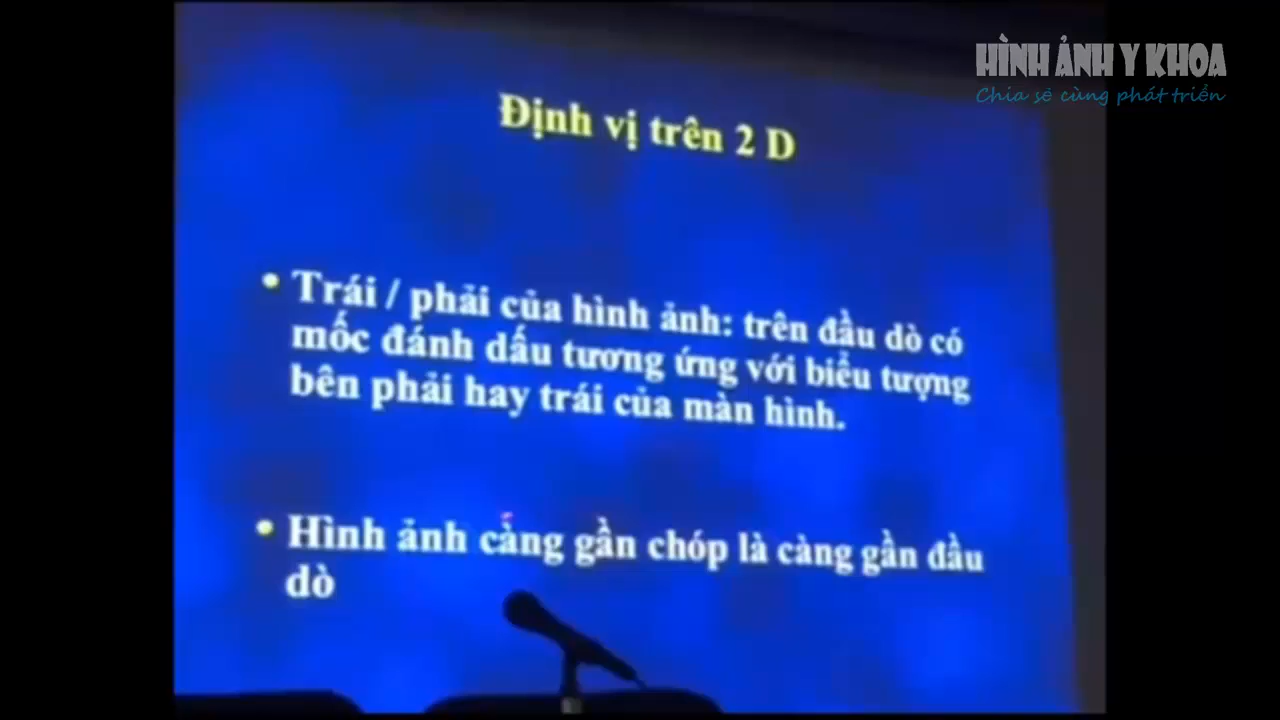 HÌNH ẢNH Y KHOA
Chia sẻ cùng phát triển
Định vị trên 2 D
• Trái / phải của hình ảnh: trên đầu dò có
mốc đánh dấu tương ứng với biểu tượng
bên phải hay trái của màn hình.
• Hình ảnh càng gần chóp là càng gần đầu
dò